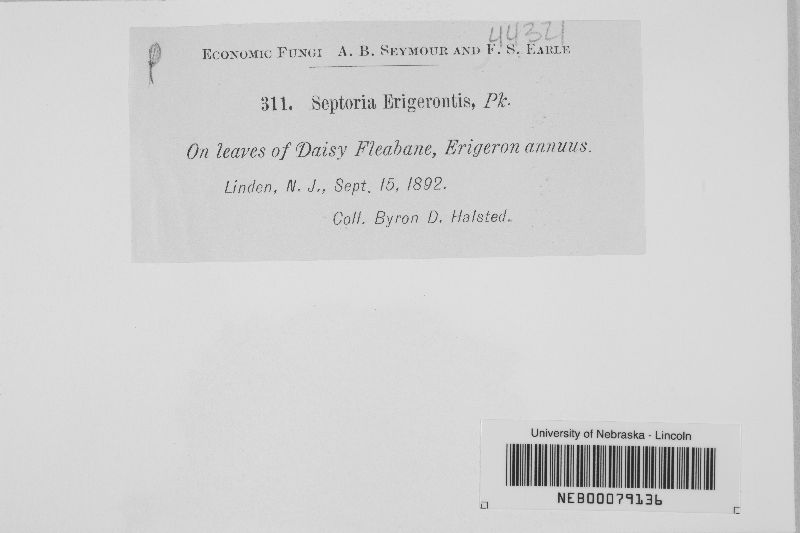 44321
P
ECONOMIC FUNGI A. B. SEYMOUR AND F. S. EARLE
311. Septoria Erigerontis, Pk.
On leaves of Daisy Fleabane, Erigeron annuus.
Linden, N. J., Sept. 15, 1892.
Coll. Byron D. Halsted.
University of Nebraska - Lincoln
NEB00079136